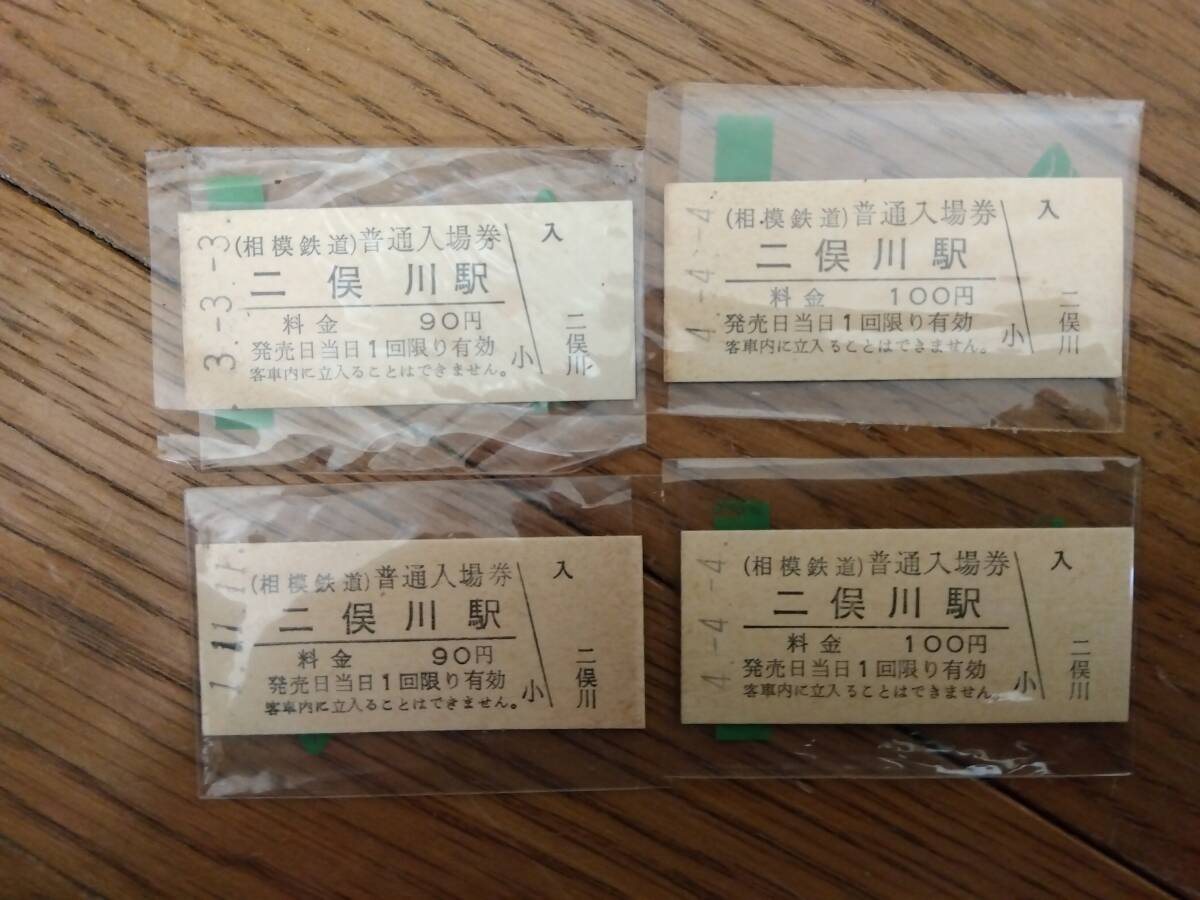 3.-3.-3
(相模鉄道)普通入場券
二俣川駅
料金 90円
発売日当日1回限り有効
客車内に立入ることはできません。
小
入
二俣川
4.-4.-4
(相模鉄道)普通入場券
二俣川駅
料金 100円
発売日当日1回限り有効
客車内に立入ることはできません。
小
入
二俣川
1.11.11
(相模鉄道)普通入場券
二俣川駅
料金 90円
発売日当日1回限り有効
客車内に立入ることはできません。
小
入
二俣川
4.-4.-4
(相模鉄道)普通入場券
二俣川駅
料金 100円
発売日当日1回限り有効
客車内に立入ることはできません。
小
入
二俣川